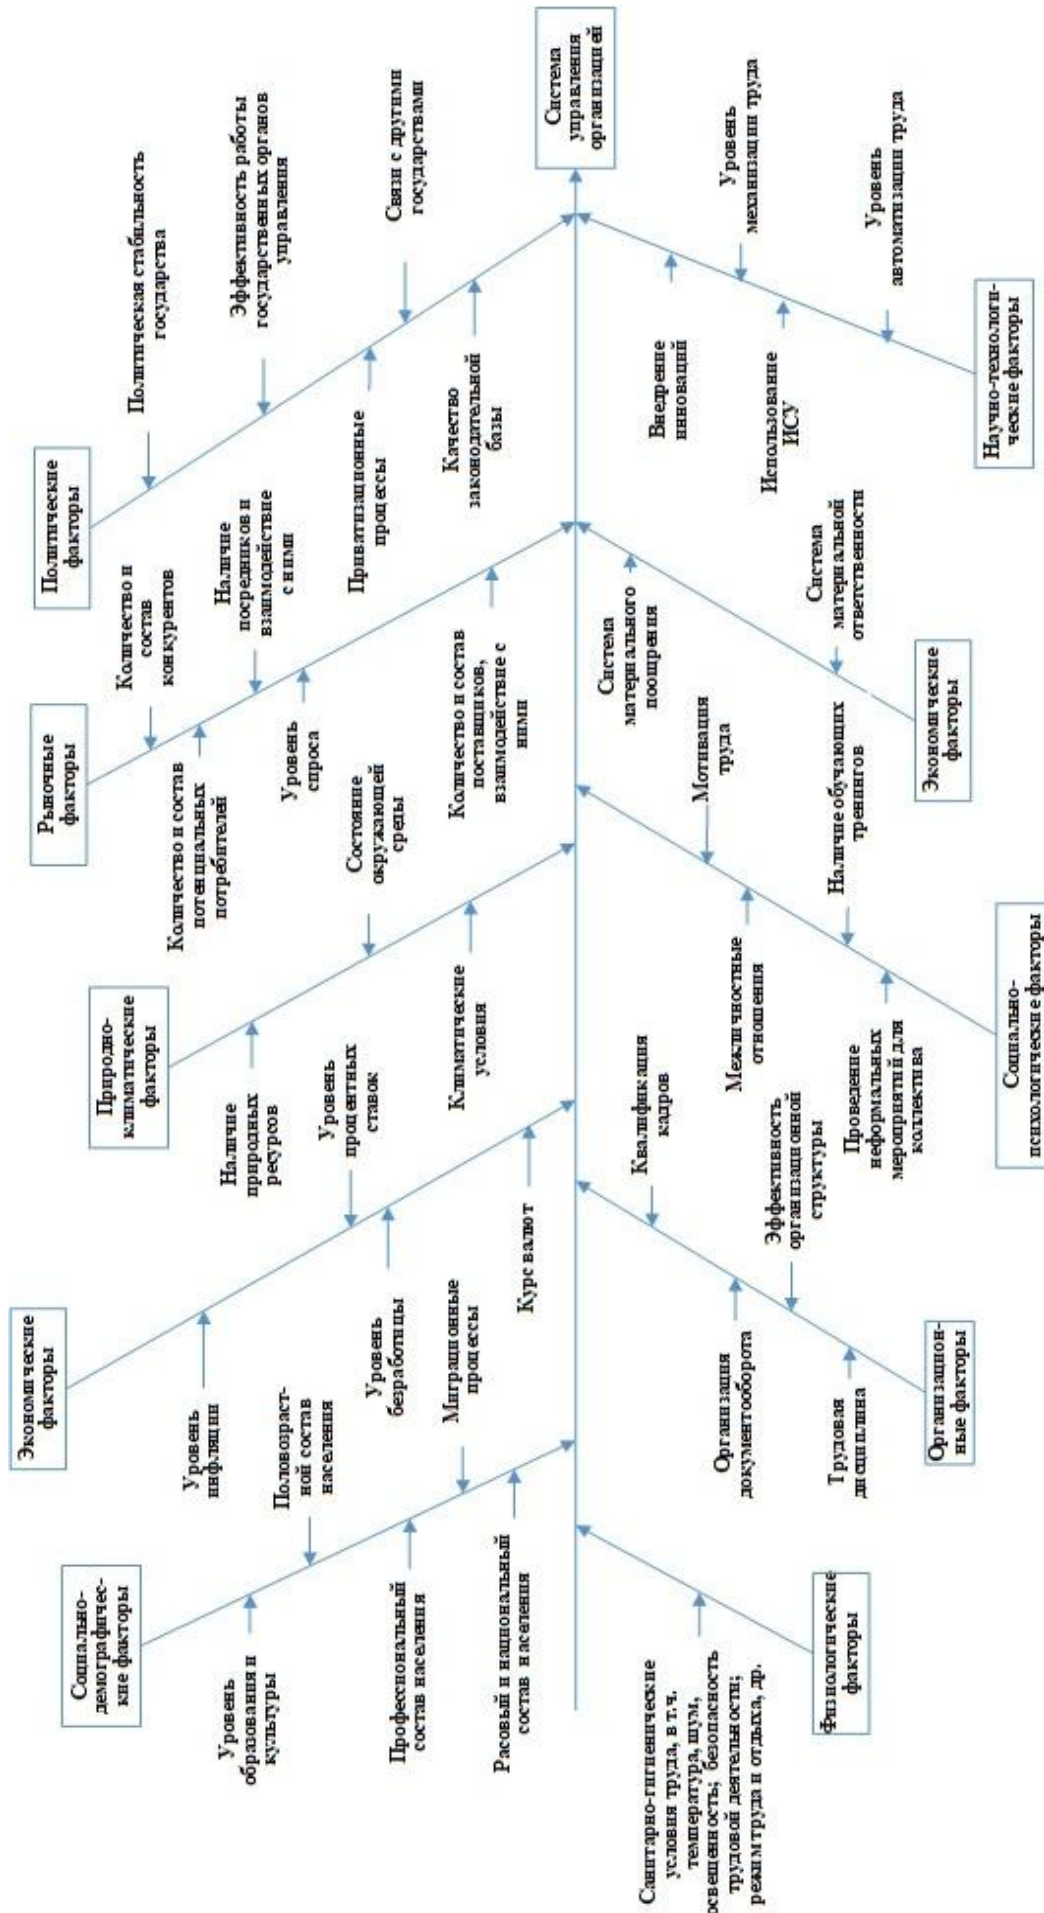 Социально-
демографичес-
кие факторы
Экономические
факторы
Природно-
климатические
факторы
Рыночные
факторы
Политические
факторы
Уровень
образования и
культуры
Половозраст-
ной состав
населения
Профессиональный
состав населения
Миграционные
процессы
Расовый и национальный
состав населения
Уровень
инфляции
Уровень
процентных
ставок
Уровень
безработицы
Курс валют
Наличие
природных
ресурсов
Состояние
окружающей
среды
Климатические
условия
Количество и
состав
конкурентов
Количество и состав
потенциальных
потребителей
Наличие
посредников и
взаимодействие
с ними
Уровень
спроса
Количество и состав
поставщиков,
взаимодействие с
ними
Политическая стабильность
государства
Эффективность работы
государственных органов
управления
Приватизационные
процессы
Связи с другими
государствами
Качество
законодательной
базы
Система
управления
организацией
Санитарно-гигиенические
условия труда, в т.ч.
температура, шум,
освещенность; безопасность
трудовой деятельности;
режим труда и отдыха, др.
Физиологические
факторы
Квалификация
кадров
Организация
документооборота
Эффективность
организационной
структуры
Трудовая
дисциплина
Организацион-
ные факторы
Мотивация
труда
Межличностные
отношения
Наличие обучающих
тренингов
Проведение
неформальных
мероприятий для
коллектива
Социально-
психологические факторы
Система
материального
поощрения
Система
материальной
ответственности
Экономические
факторы
Внедрение
инноваций
Уровень
механизации труда
Использование
ИСУ
Уровень
автоматизации труда
Научно-технологи-
ческие факторы